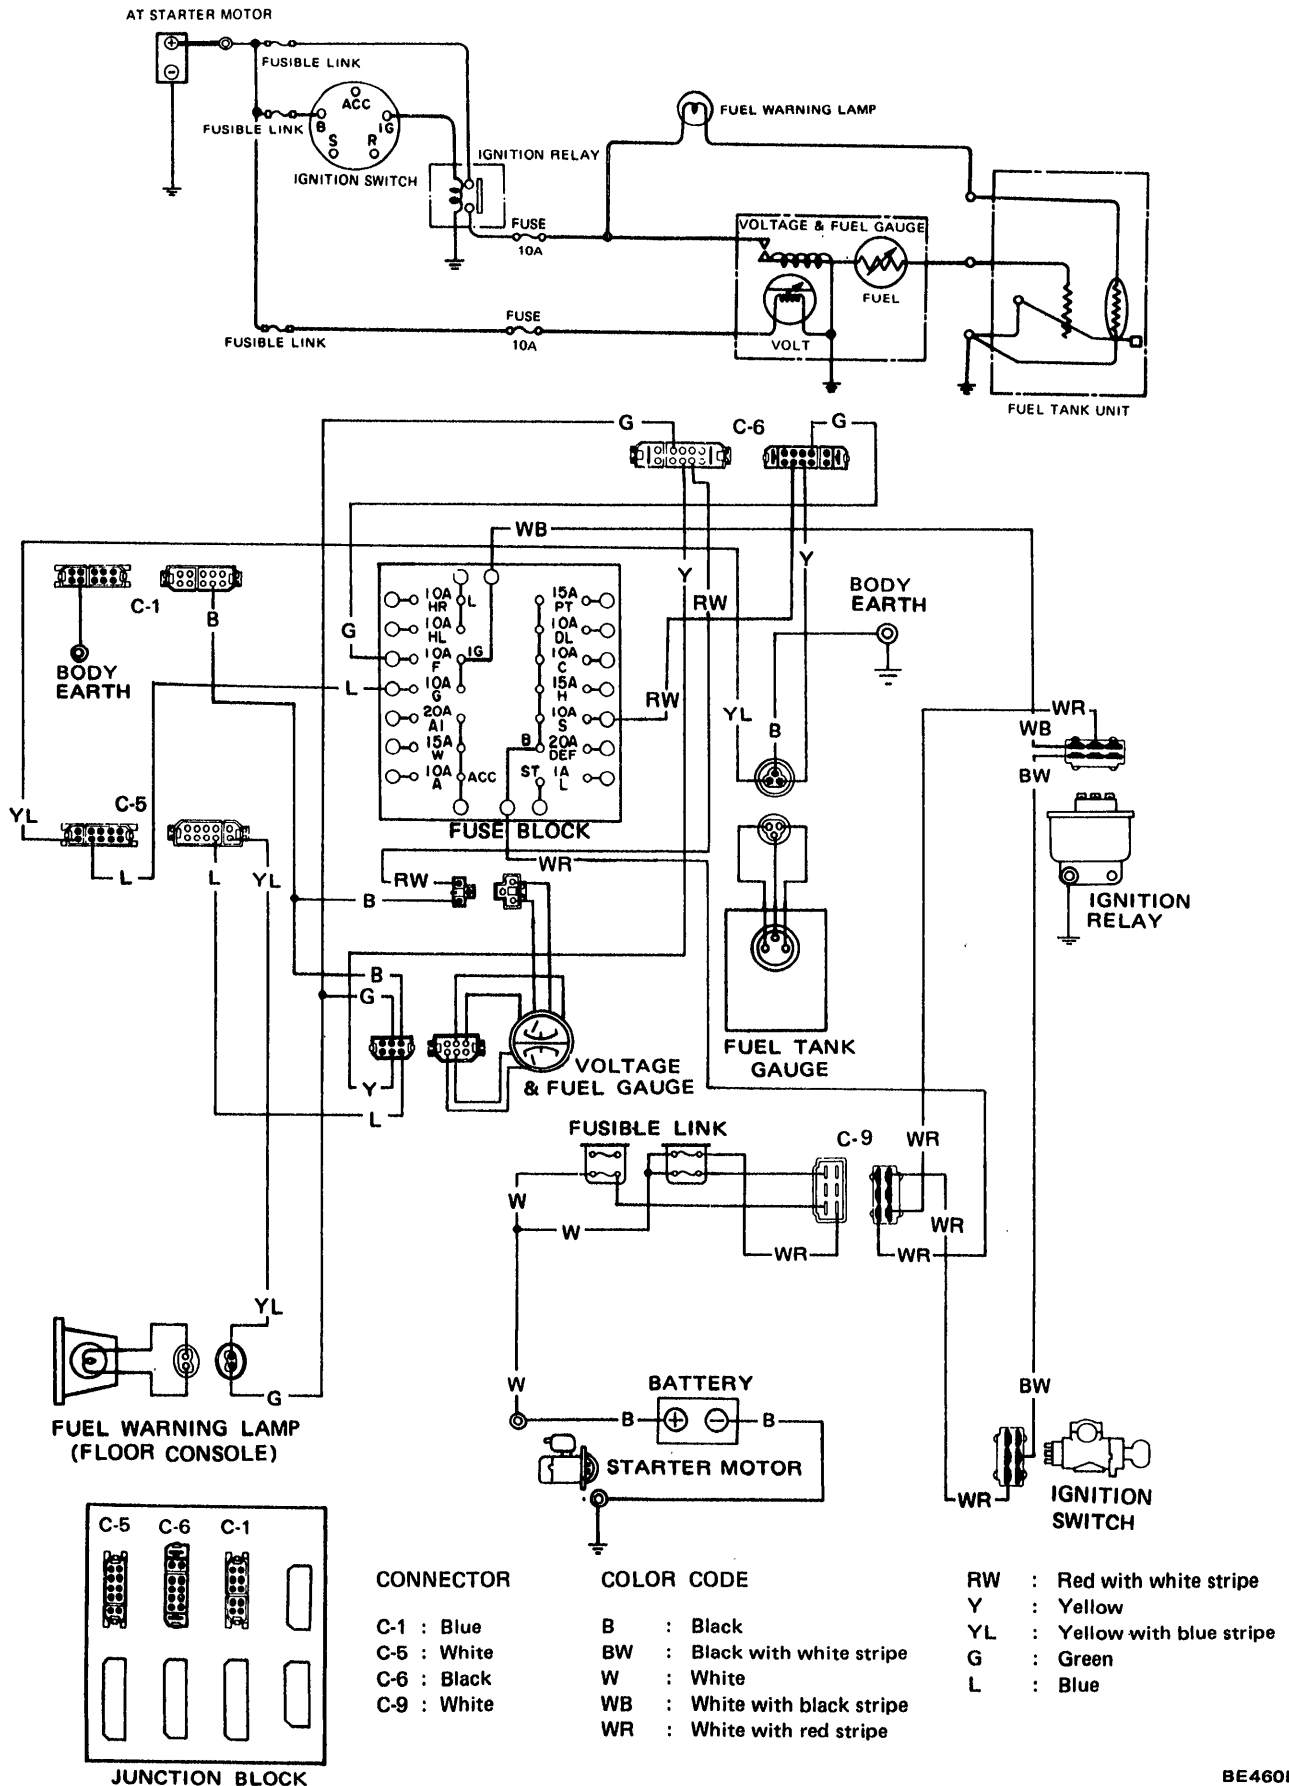 AT STARTER MOTOR
FUSIBLE LINK
FUSIBLE LINK
ACC
B
IG
S
R
IGNITION SWITCH
IGNITION RELAY
FUEL WARNING LAMP
FUSE
10A
VOLTAGE & FUEL GAUGE
FUEL
VOLT
FUSE
10A
FUSIBLE LINK
FUEL TANK UNIT
G
C-6
G
WB
Y
Y
RW
C-1
B
BODY
EARTH
BODY
EARTH
G
L
10A
HR
L
10A
HL
10A
F
IG
10A
G
20A
AI
15A
W
10A
A
ACC
15A
PT
10A
DL
10A
C
15A
H
10A
S
B
20A
DEF
ST
1A
L
FUSE BLOCK
RW
YL
B
WR
WB
BW
IGNITION
RELAY
YL
C-5
L
L
YL
RW
B
WR
B
G
Y
L
VOLTAGE
& FUEL GAUGE
FUEL TANK
GAUGE
FUSIBLE LINK
C-9
WR
W
W
WR
WR
WR
YL
G
FUEL WARNING LAMP
(FLOOR CONSOLE)
W
BATTERY
B
B
STARTER MOTOR
BW
WR
IGNITION
SWITCH
C-5 C-6 C-1
JUNCTION BLOCK
CONNECTOR
C-1 : Blue
C-5 : White
C-6 : Black
C-9 : White
COLOR CODE
B : Black
BW : Black with white stripe
W : White
WB : White with black stripe
WR : White with red stripe
RW : Red with white stripe
Y : Yellow
YL : Yellow with blue stripe
G : Green
L : Blue